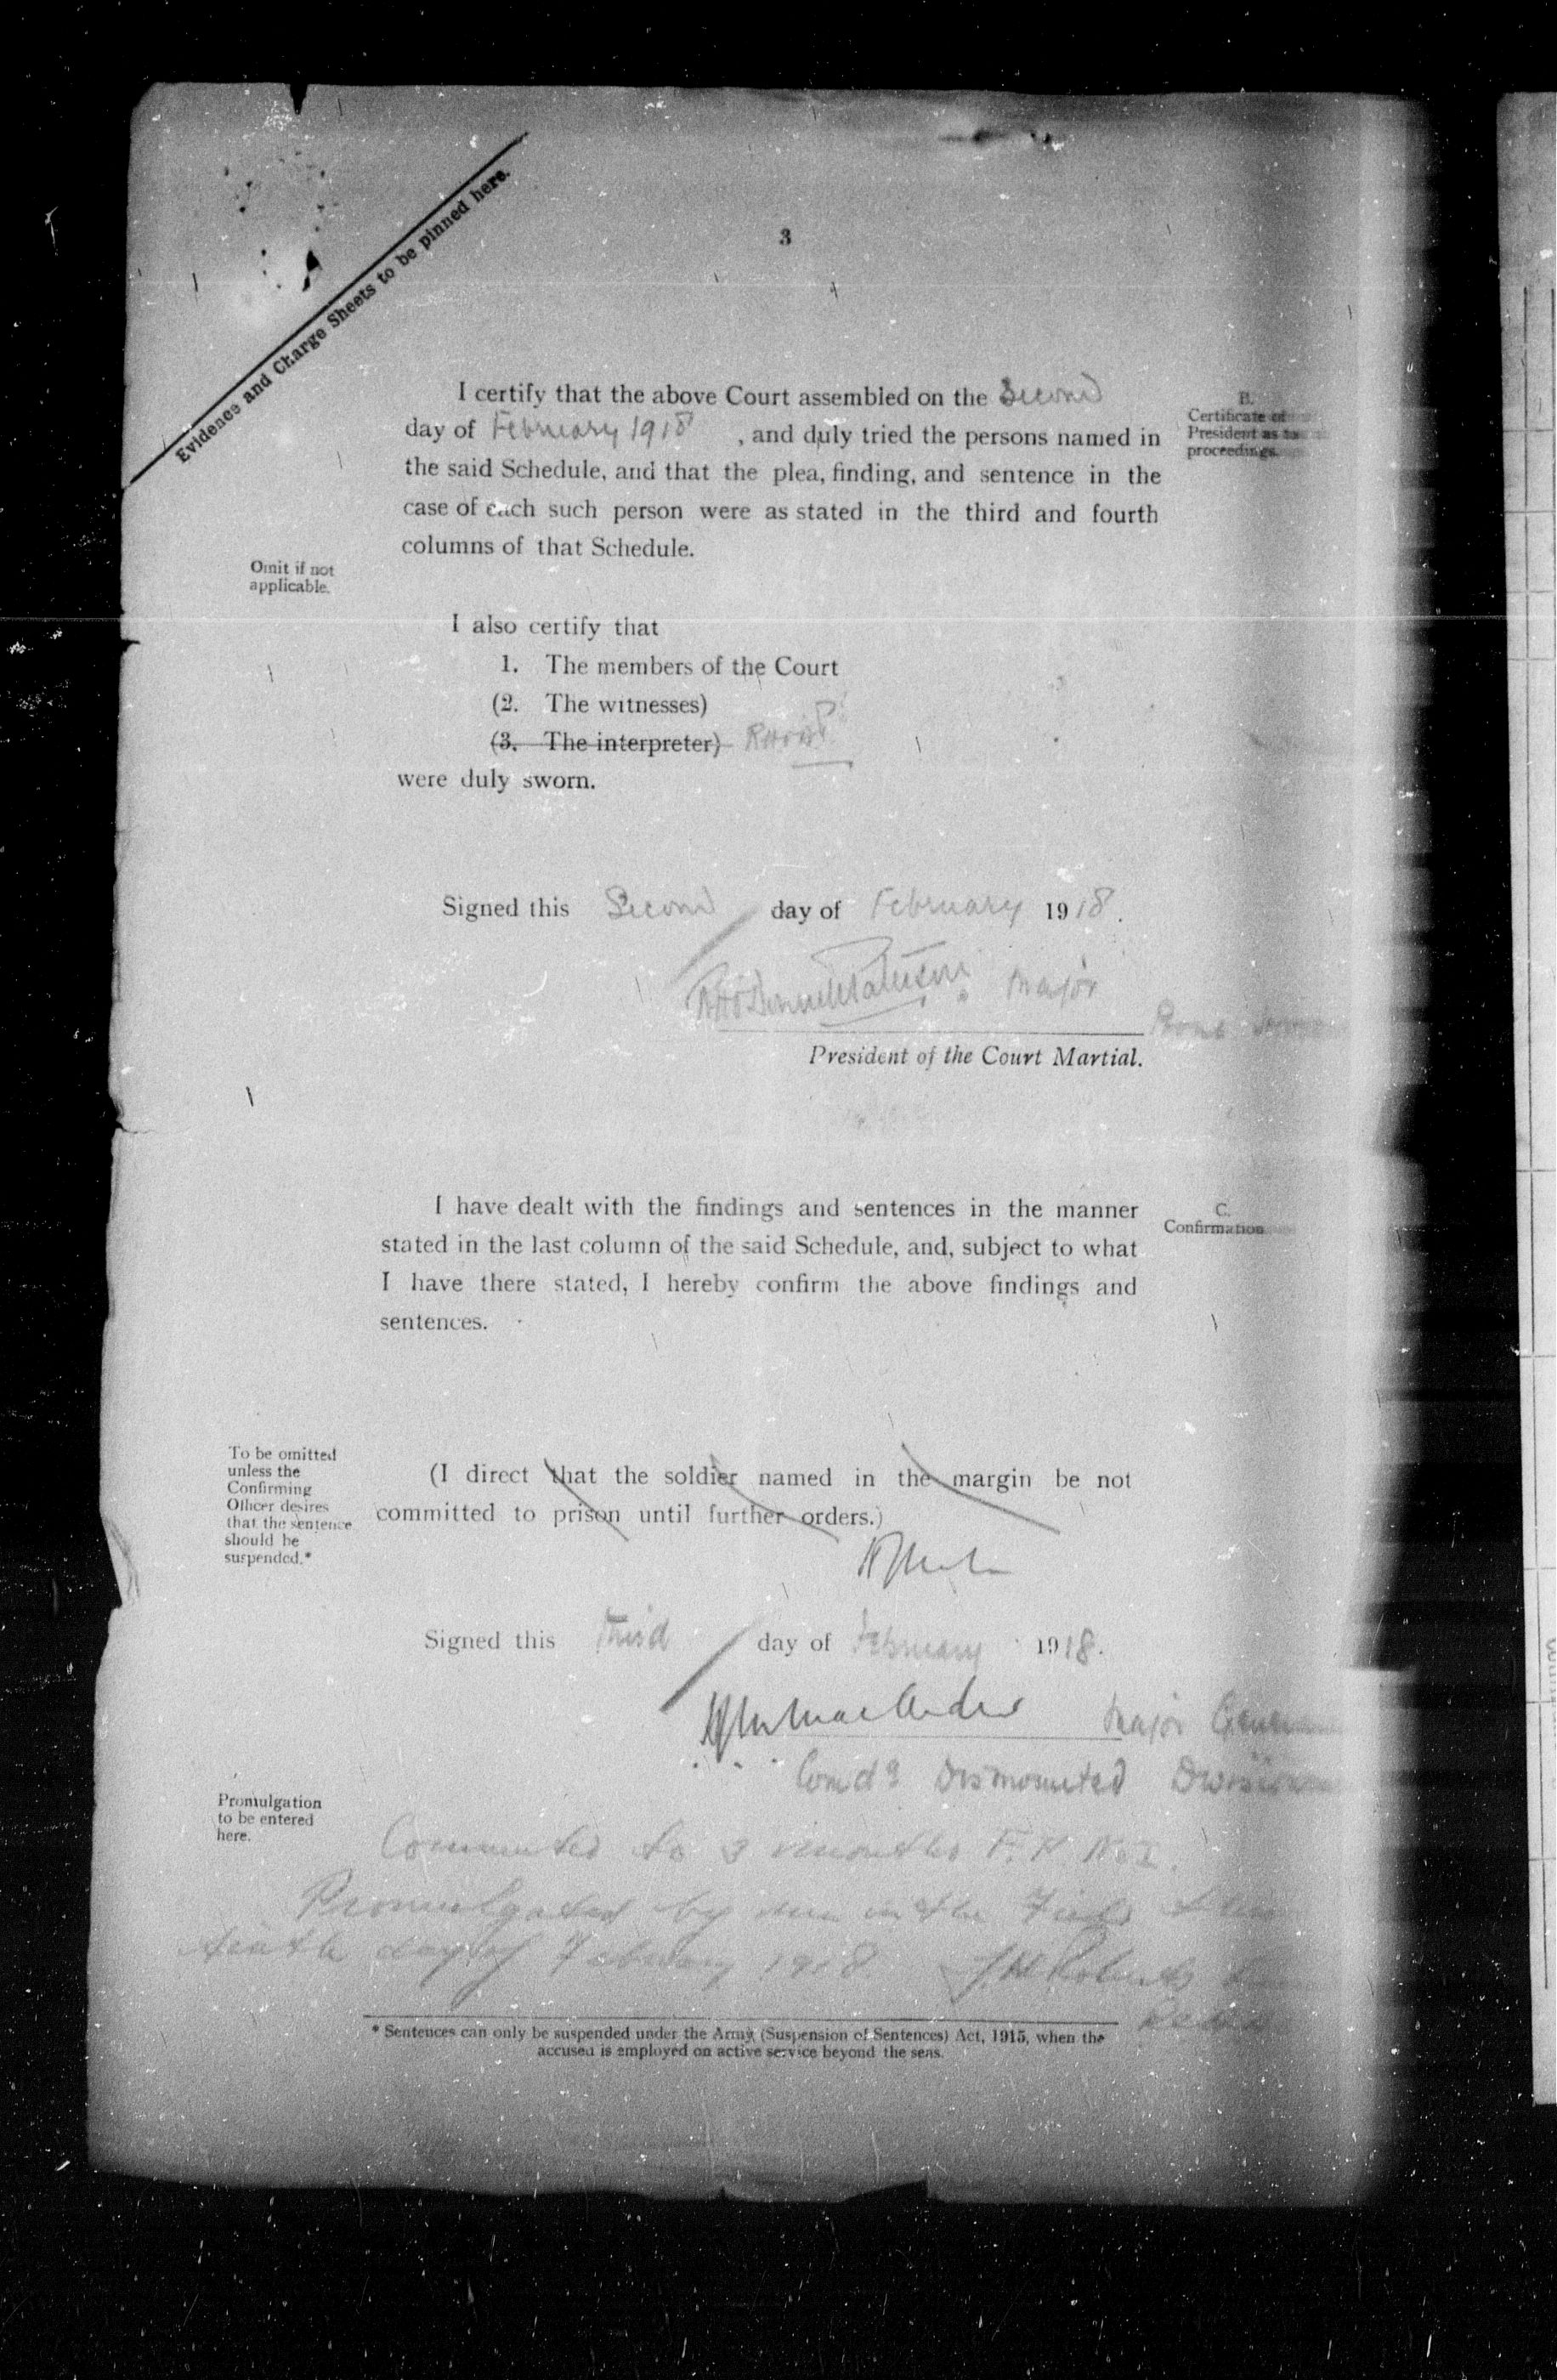 Evidence and Charge Sheets to be pinned here.
3
I certify that the above Court assembled on the Second
day of February 1918, and duly tried the persons named in
the said Schedule, and that the plea, finding, and sentence in the
case of each such person were as stated in the third and fourth
columns of that Schedule.
B.
Certificate of
President as to
proceedings.
Omit if not
applicable.
I also certify that
1. The members of the Court
(2. The witnesses)
(3. The interpreter)
were duly sworn.
Signed this Second day of February 1918.
Major
President of the Court Martial.
I have dealt with the findings and sentences in the manner
stated in the last column of the said Schedule, and, subject to what
I have there stated, I hereby confirm the above findings and
sentences.
C.
Confirmation
To be omitted
unless the
Confirming
Officer desires
that the sentence
should be
suspended.*
(I direct that the soldier named in the margin be not
committed to prison until further orders.)
Signed this Third day of February 1918.
Major General
Comdg Dismounted Division
Promulgation
to be entered
here.
Commuted to 3 months F. P. No I.
Promulgated by me in the Field this
day of February 1918. Roberts
* Sentences can only be suspended under the Army (Suspension of Sentences) Act, 1915, when the
accused is employed on active service beyond the seas.